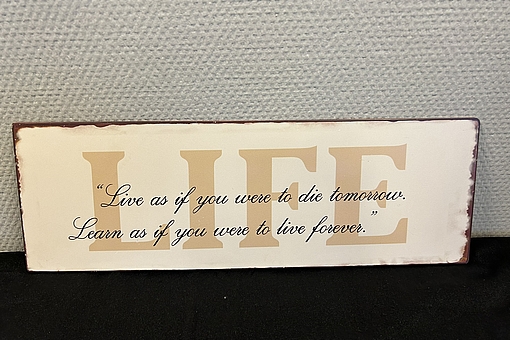 LIFE
“Live as if you were to die tomorrow.
Learn as if you were to live forever.”